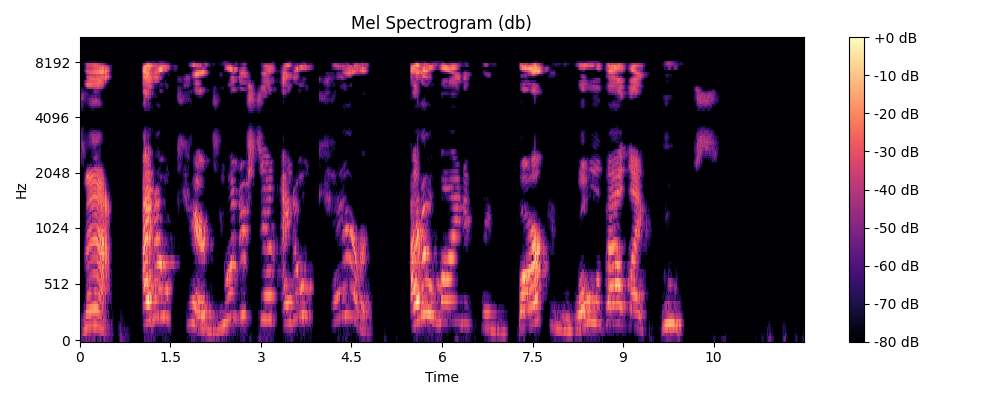 Mel Spectrogram (db)
Hz
8192
4096
2048
1024
512
0
0 1.5 3 4.5 6 7.5 9 10
Time
+0 dB
-10 dB
-20 dB
-30 dB
-40 dB
-50 dB
-60 dB
-70 dB
-80 dB